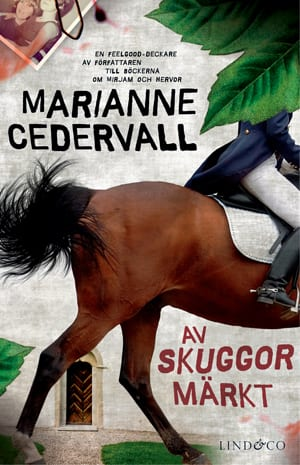 EN FEELGOOD-DECKARE
AV FÖRFATTAREN
TILL BÖCKERNA
OM MIRJAM OCH HERVOR
MARIANNE
CEDERVALL
AV
SKUGGOR
MÄRKT
LIND&CO